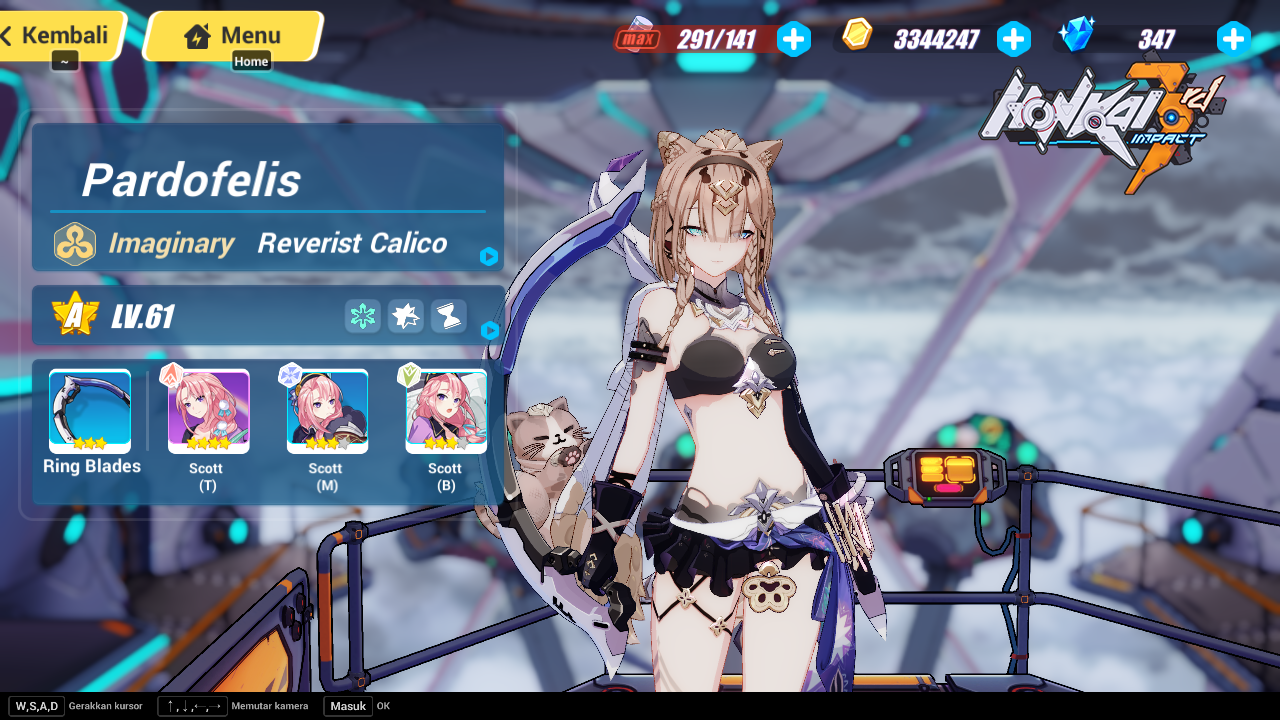 Kembali
~
Menu
Home
max
291/141
3344247
347
HONKAI 3rd
IMPACT
Pardofelis
Imaginary
Reverist Calico
A
LV.61
Ring Blades
Scott
(T)
Scott
(M)
Scott
(B)
W,S,A,D
Gerakkan kursor
↑,↓,←,→
Memutar kamera
Masuk
OK